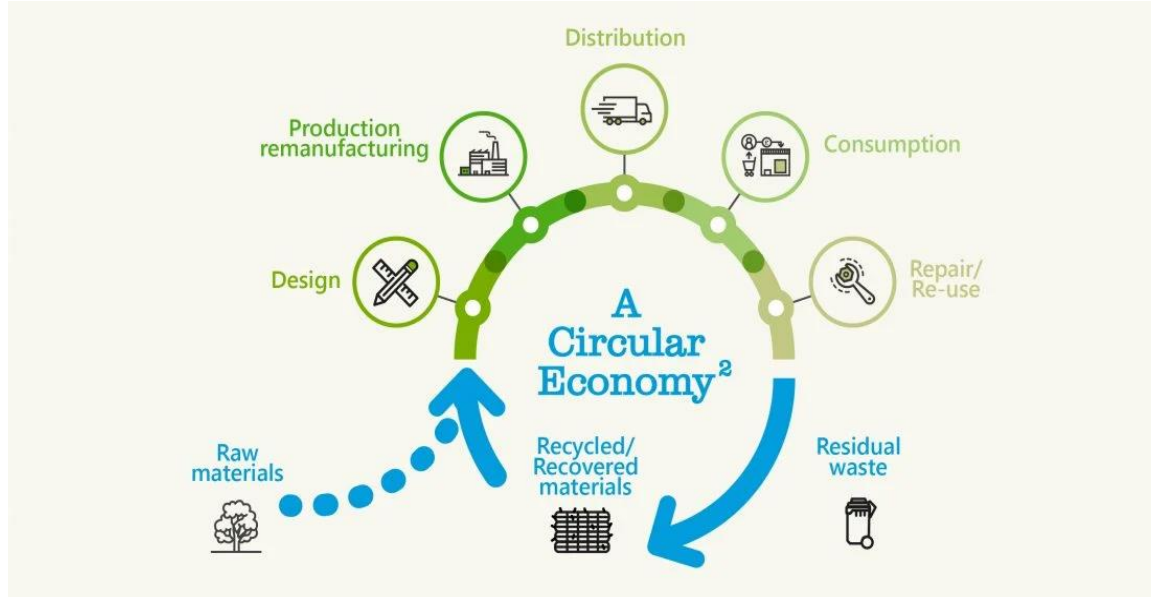 Distribution
Production
remanufacturing
Consumption
Design
Repair/
Re-use
A
Circular
Economy²
Raw
materials
Recycled/
Recovered
materials
Residual
waste